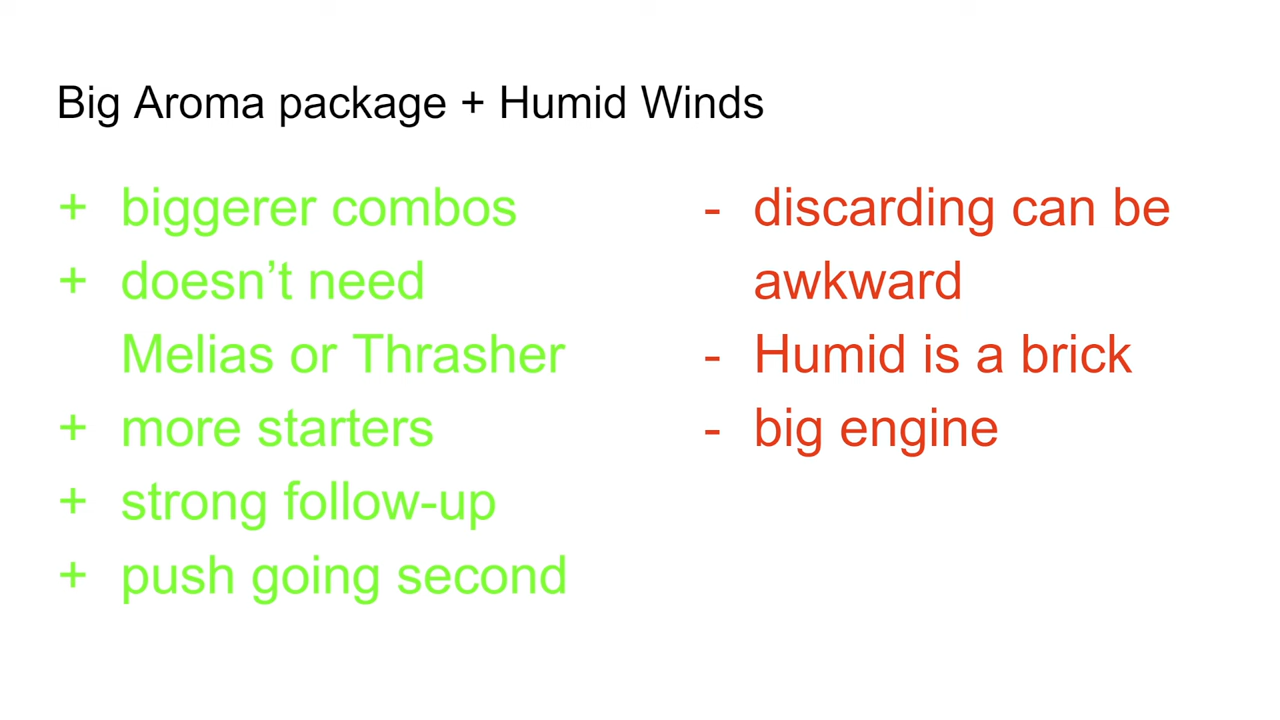 Big Aroma package + Humid Winds
+ biggerer combos
+ doesn’t need
Melias or Thrasher
+ more starters
+ strong follow-up
+ push going second
- discarding can be
awkward
- Humid is a brick
- big engine